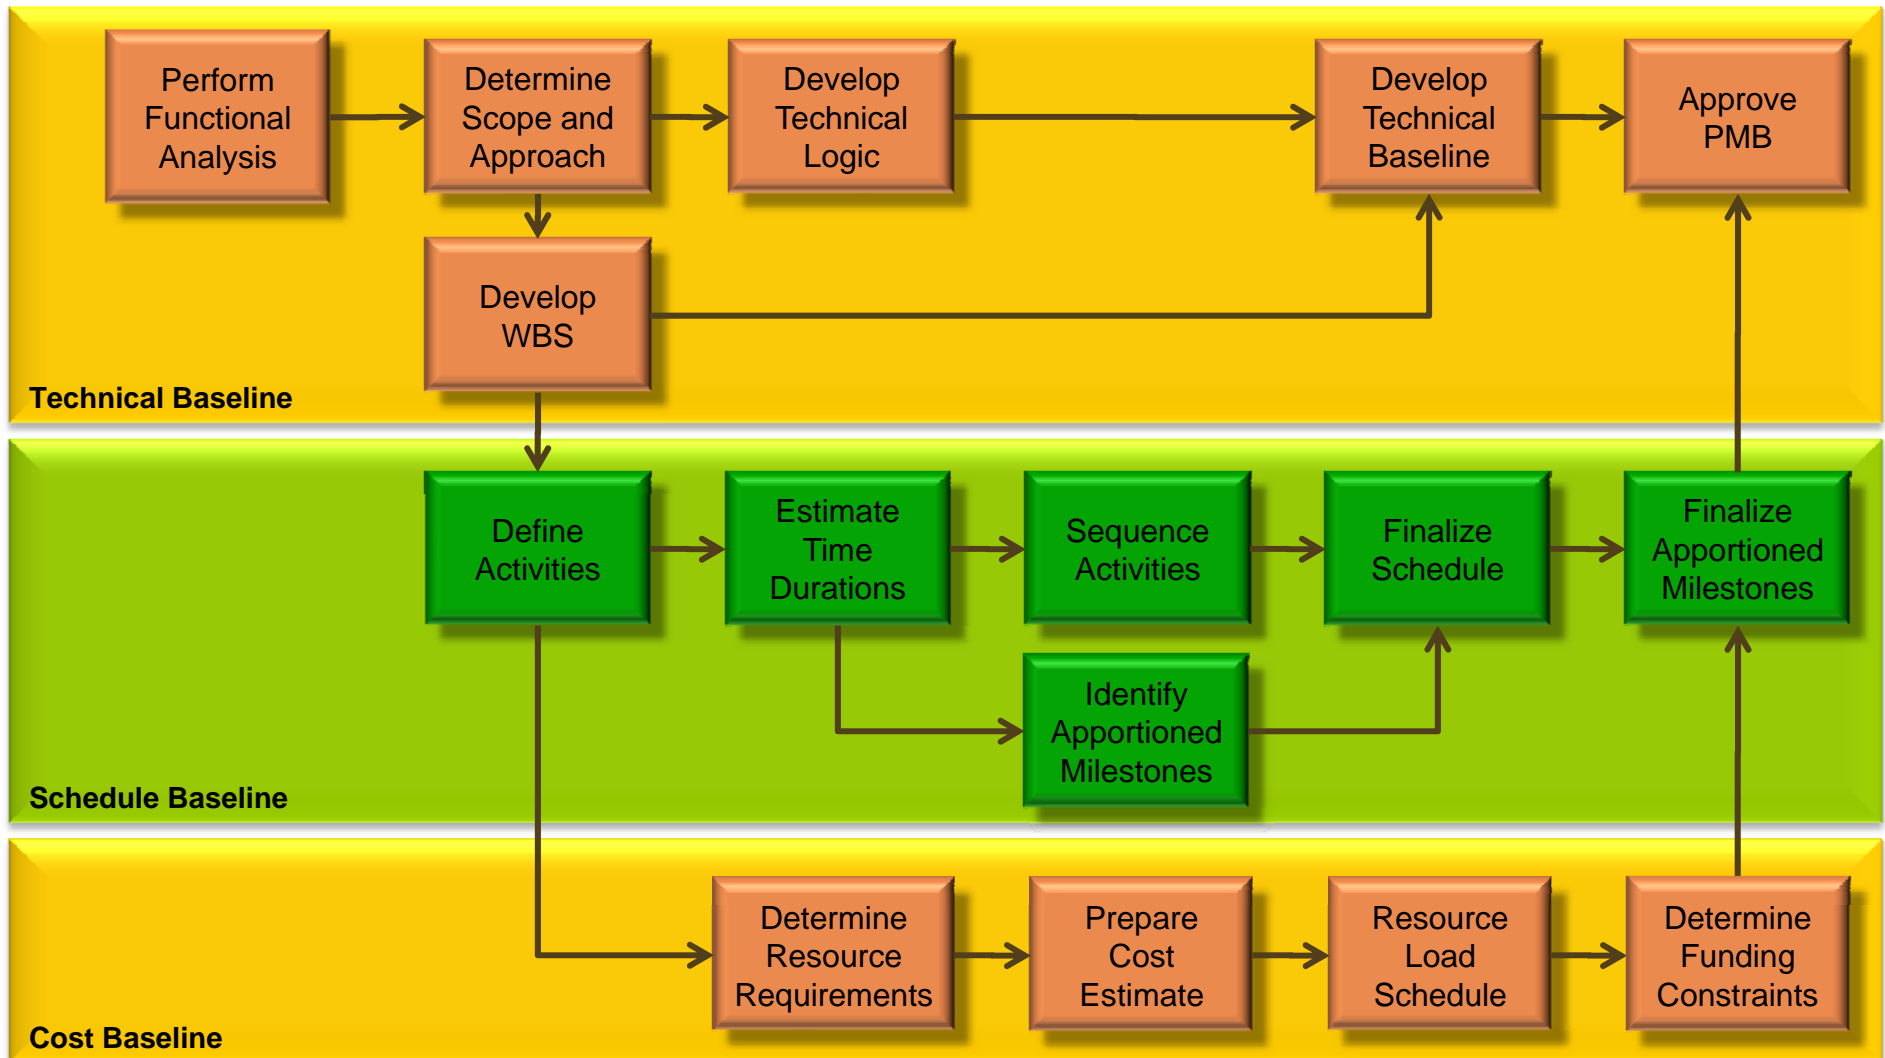 Perform
Functional
Analysis
Determine
Scope and
Approach
Develop
Technical
Logic
Develop
Technical
Baseline
Approve
PMB
Develop
WBS
Technical Baseline
Define
Activities
Estimate
Time
Durations
Sequence
Activities
Finalize
Schedule
Finalize
Apportioned
Milestones
Identify
Apportioned
Milestones
Schedule Baseline
Determine
Resource
Requirements
Prepare
Cost
Estimate
Resource
Load
Schedule
Determine
Funding
Constraints
Cost Baseline